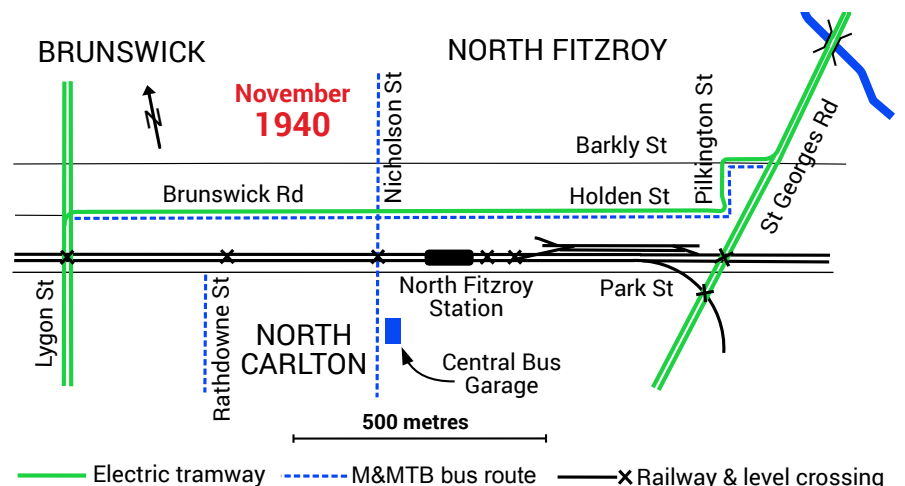 BRUNSWICK
NORTH FITZROY
November
1940
N
Nicholson St
Pilkington St
Barkly St
St Georges Rd
Brunswick Rd
Holden St
Lygon St
Rathdowne St
North Fitzroy
Station
Park St
NORTH
CARLTON
Central Bus
Garage
500 metres
Electric tramway
M&MTB bus route
Railway & level crossing